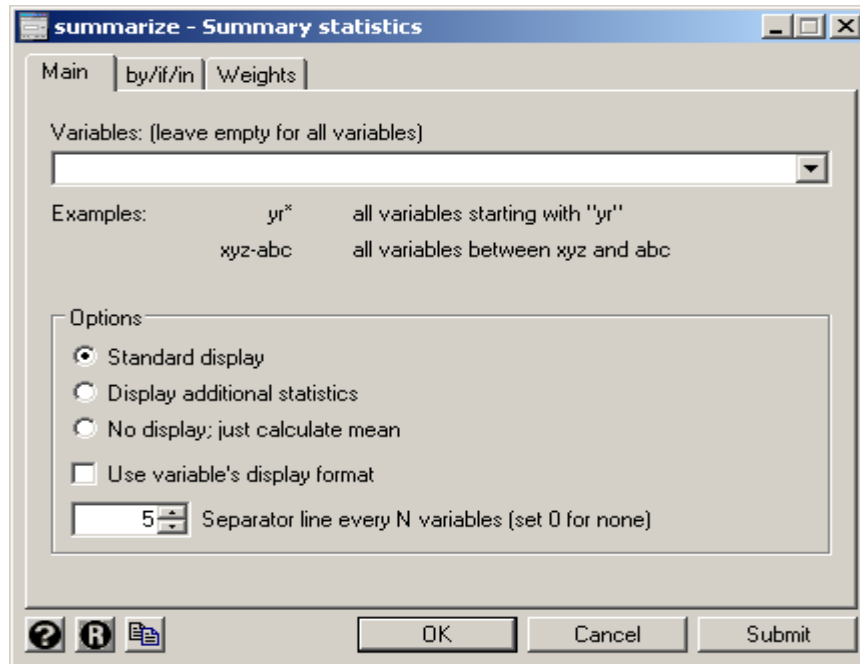 summarize - Summary statistics
Main by/if/in Weights
Variables: (leave empty for all variables)
Examples: yr* all variables starting with "yr"
xyz-abc all variables between xyz and abc
Options
Standard display
Display additional statistics
No display; just calculate mean
Use variable's display format
5 Separator line every N variables (set 0 for none)
? R OK Cancel Submit